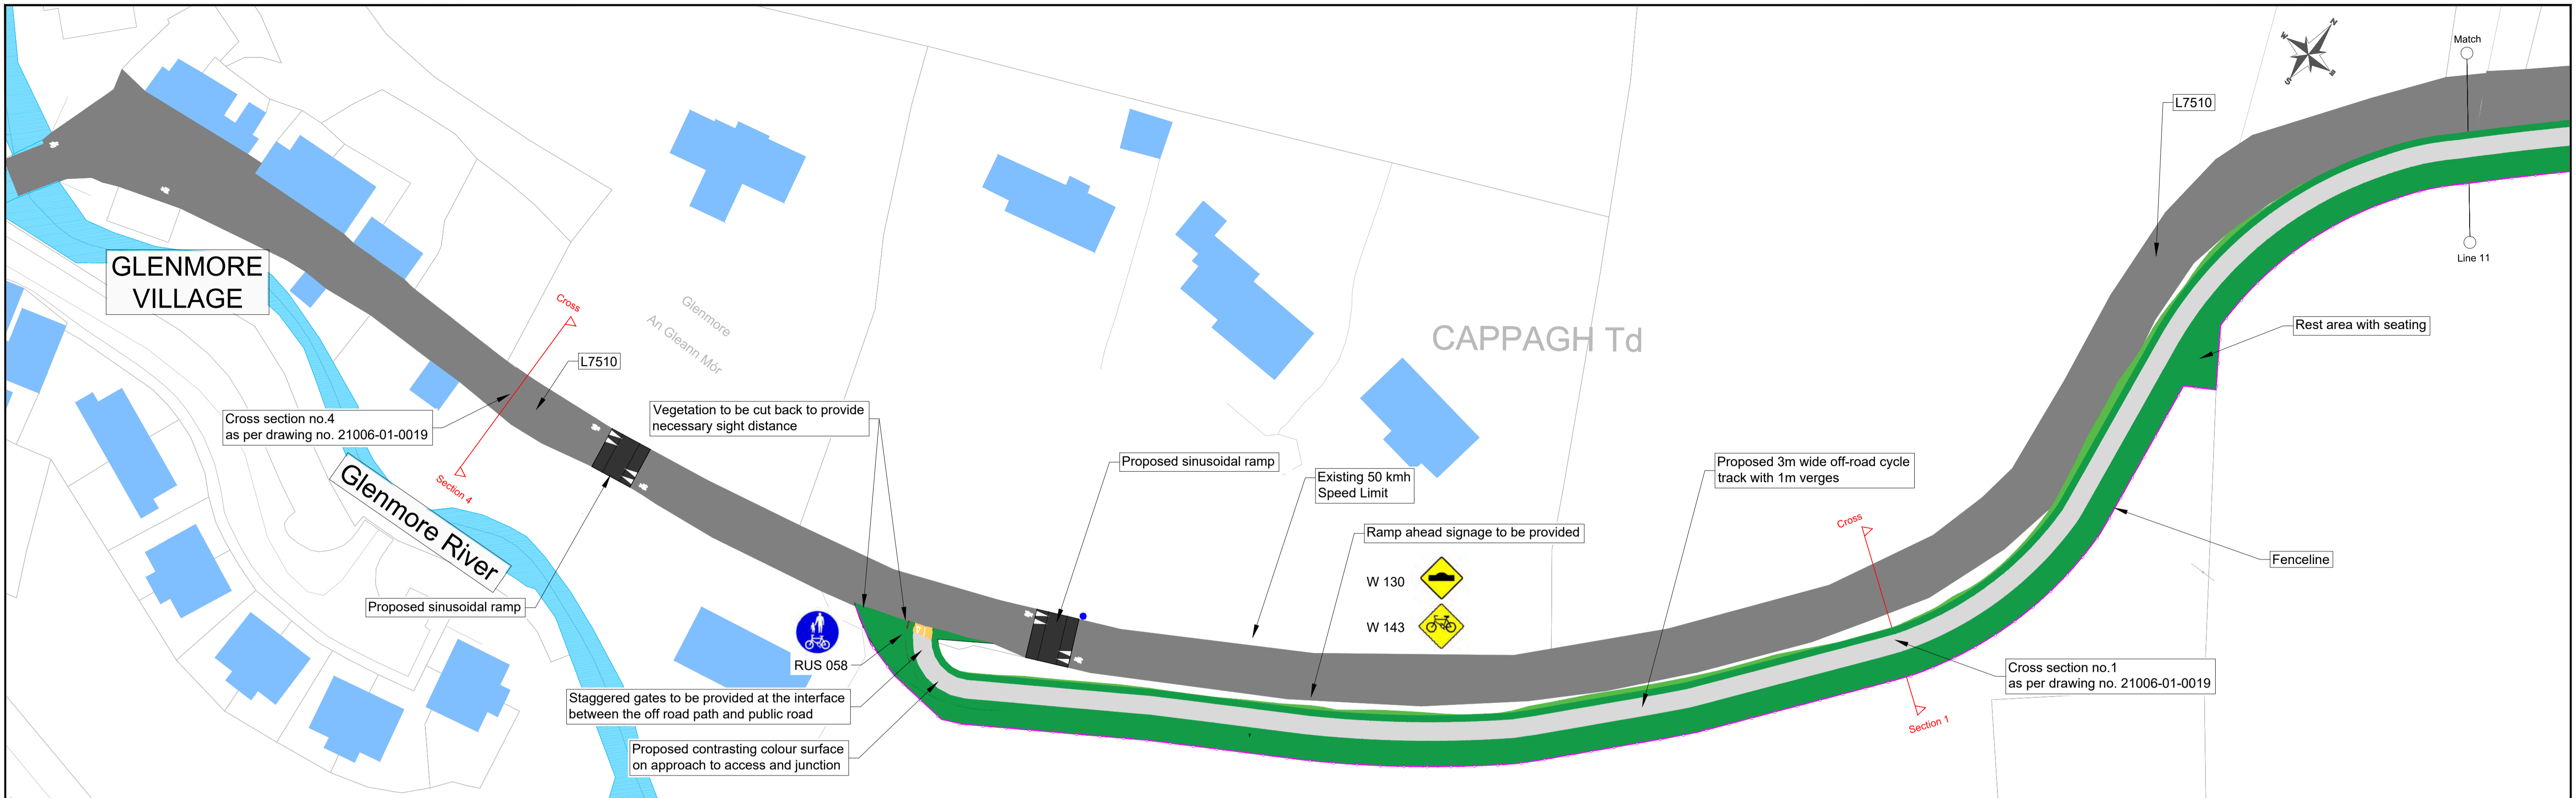 GLENMORE
VILLAGE
Cross section no.4
as per drawing no. 21006-01-0019
Glenmore River
Proposed sinusoidal ramp
Cross
Section 4
L7510
Glenmore
An Gleann Mór
Vegetation to be cut back to provide
necessary sight distance
RUS 058
Staggered gates to be provided at the interface
between the off road path and public road
Proposed contrasting colour surface
on approach to access and junction
Proposed sinusoidal ramp
Existing 50 kmh
Speed Limit
Ramp ahead signage to be provided
W 130
W 143
CAPPAGH Td
Proposed 3m wide off-road cycle
track with 1m verges
Cross
Section 1
Cross section no.1
as per drawing no. 21006-01-0019
L7510
N
W
E
S
Match
Line 11
Rest area with seating
Fenceline